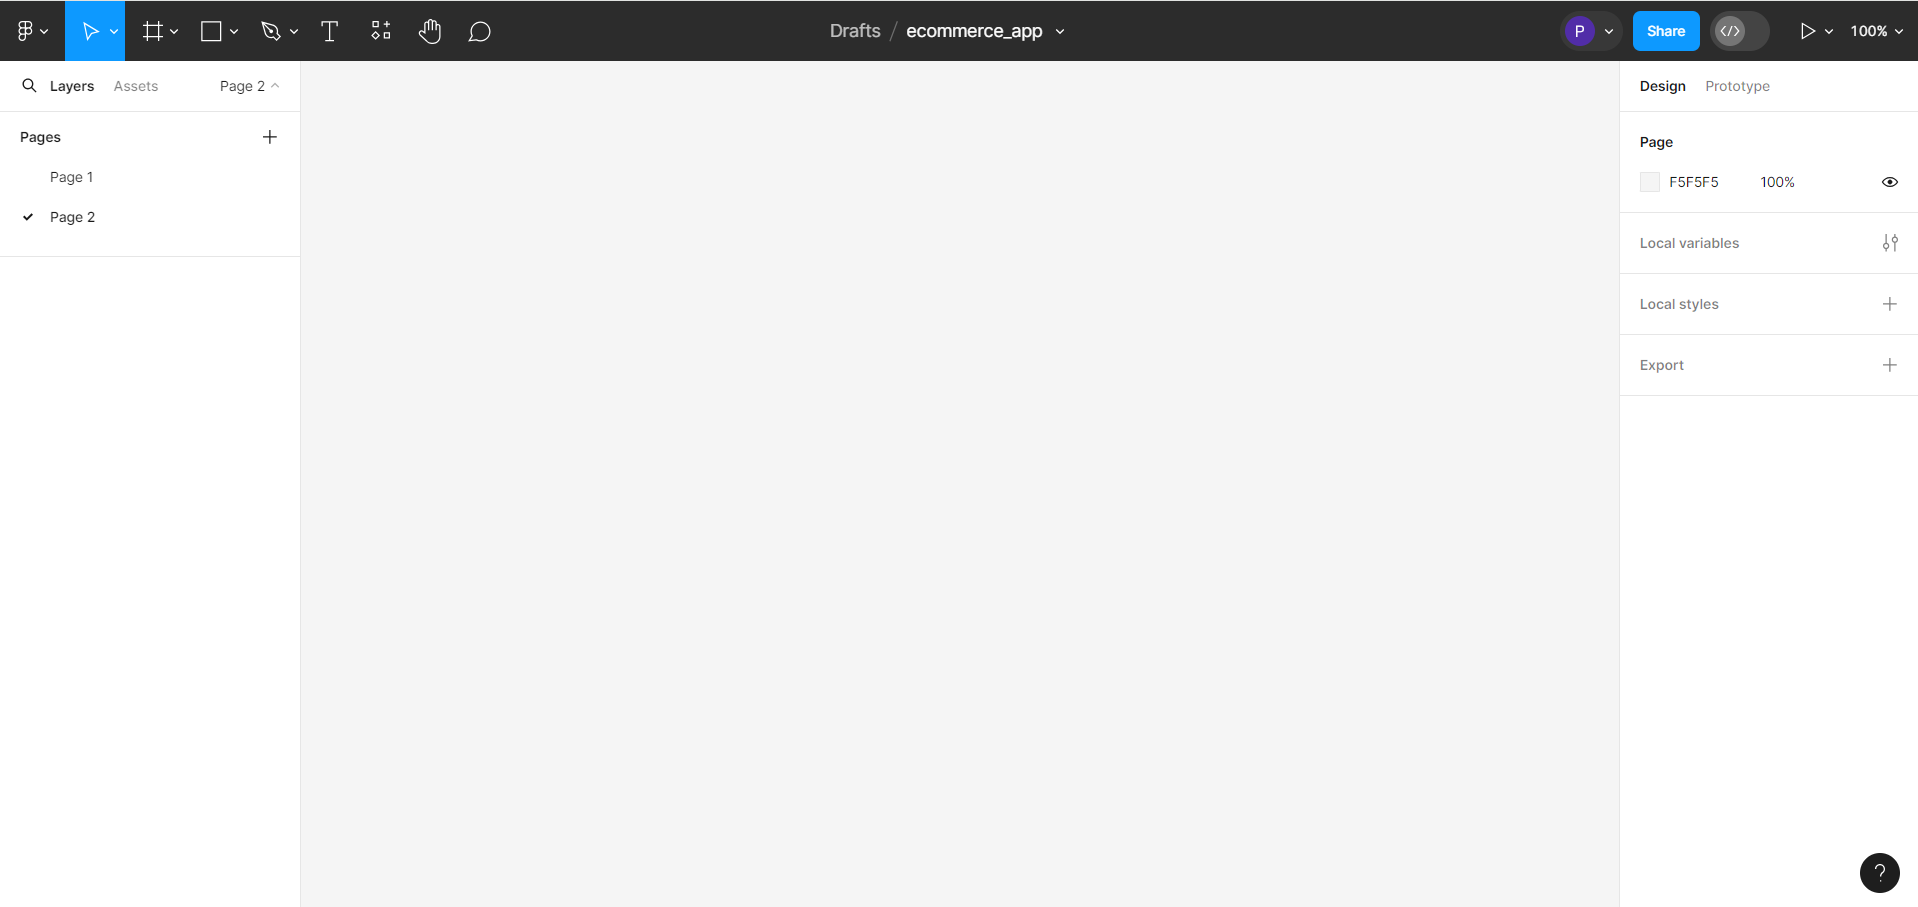 Drafts / ecommerce_app
P
Share
100%
Layers Assets Page 2
Pages
Page 1
Page 2
Design Prototype
Page
F5F5F5 100%
Local variables
Local styles
Export
?